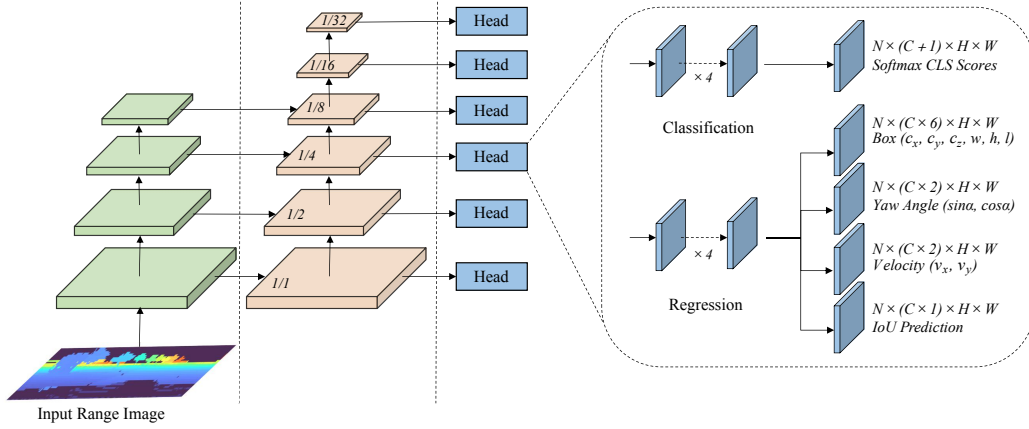 1/32
Head
1/16
Head
1/8
Head
1/4
Head
1/2
Head
1/1
Head
Input Range Image
× 4
N × (C + 1) × H × W
Softmax CLS Scores
Classification
N × (C × 6) × H × W
Box (cx, cy, cz, w, h, l)
N × (C × 2) × H × W
Yaw Angle (sinα, cosα)
× 4
N × (C × 2) × H × W
Velocity (vx, vy)
Regression
N × (C × 1) × H × W
IoU Prediction